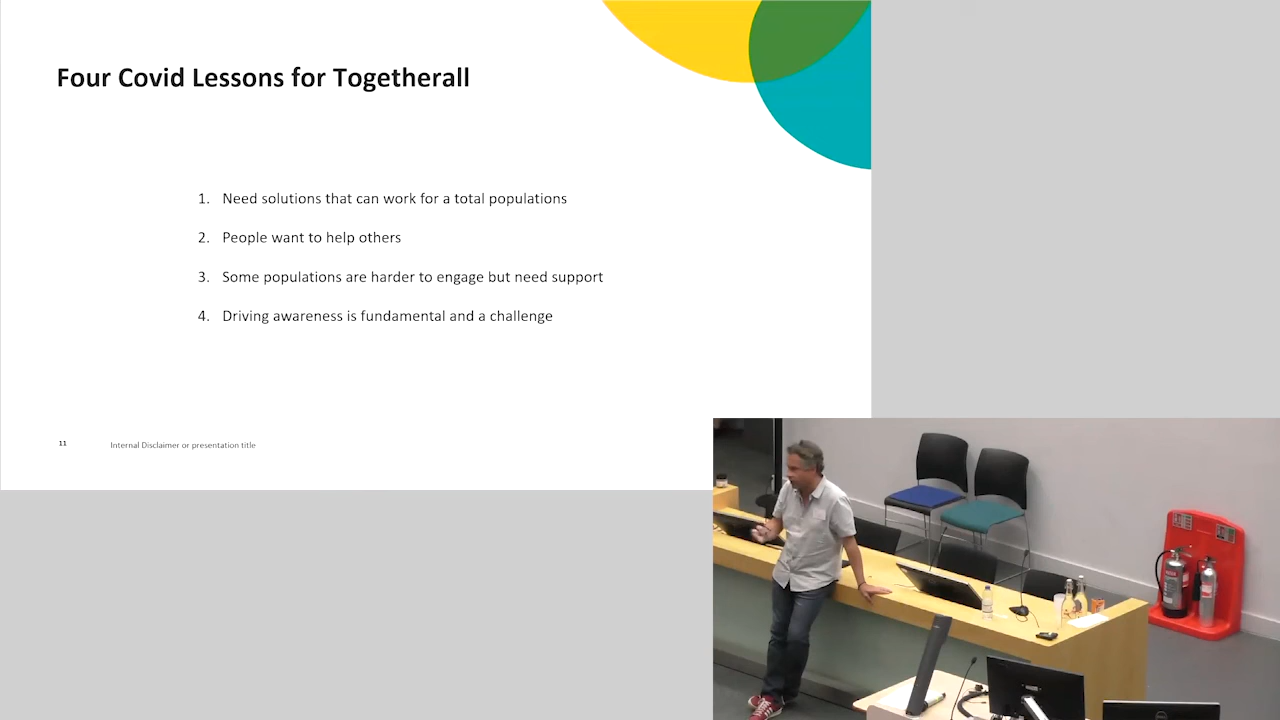 Four Covid Lessons for Togetherall
1. Need solutions that can work for a total populations
2. People want to help others
3. Some populations are harder to engage but need support
4. Driving awareness is fundamental and a challenge
11 Internal Disclaimer or presentation title